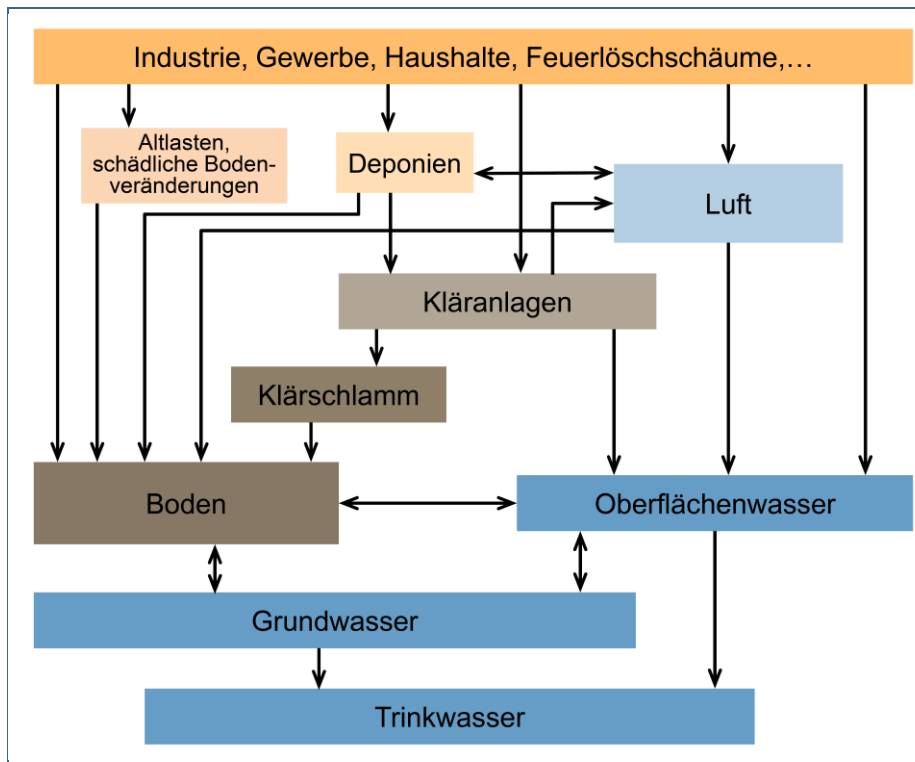 Industrie, Gewerbe, Haushalte, Feuerlöschschäume,...
Altlasten,
schädliche Boden-
veränderungen
Deponien
Luft
Kläranlagen
Klärschlamm
Boden
Oberflächenwasser
Grundwasser
Trinkwasser